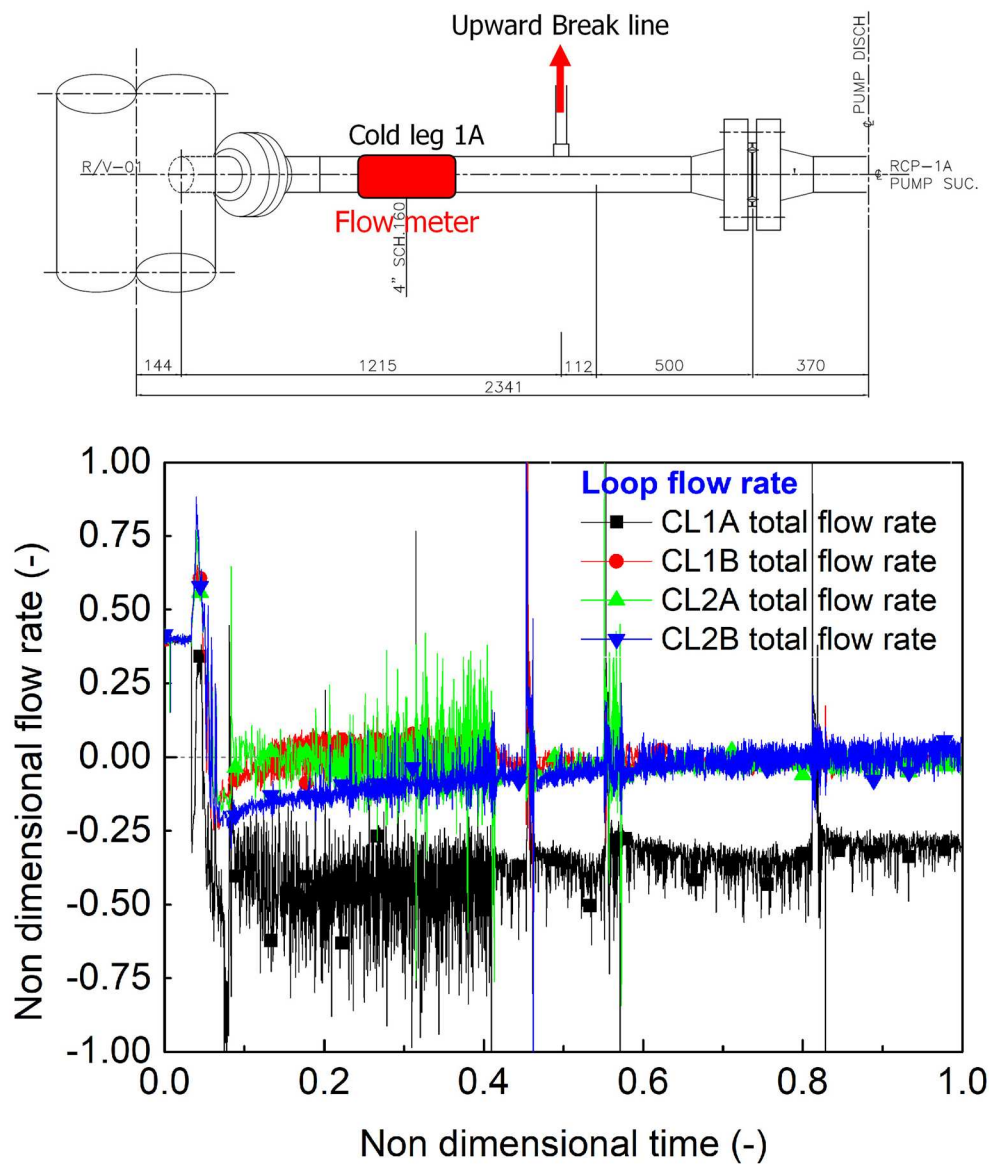 Upward Break line
℄ PUMP DISCH
Cold leg 1A
R/V-01
℄ RCP-1A
PUMP SUC.
Flow meter
4" SCH.160
144
1215
112
500
370
2341
Loop flow rate
CL1A total flow rate
CL1B total flow rate
CL2A total flow rate
CL2B total flow rate
Non dimensional flow rate (-)
1.00
0.75
0.50
0.25
0.00
-0.25
-0.50
-0.75
-1.00
0.0
0.2
0.4
0.6
0.8
1.0
Non dimensional time (-)